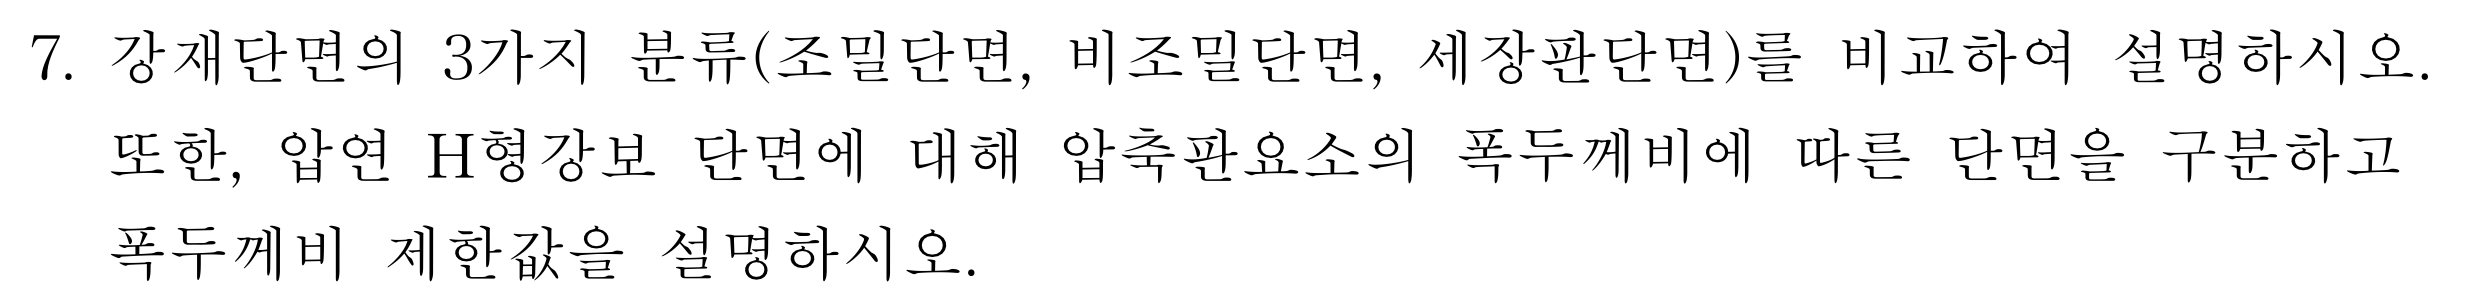 7. 강재단면의 3가지 분류(조밀단면, 비조밀단면, 세장판단면)를 비교하여 설명하시오.
또한, 압연 H형강보 단면에 대해 압축판요소의 폭두께비에 따른 단면을 구분하고
폭두께비 제한값을 설명하시오.